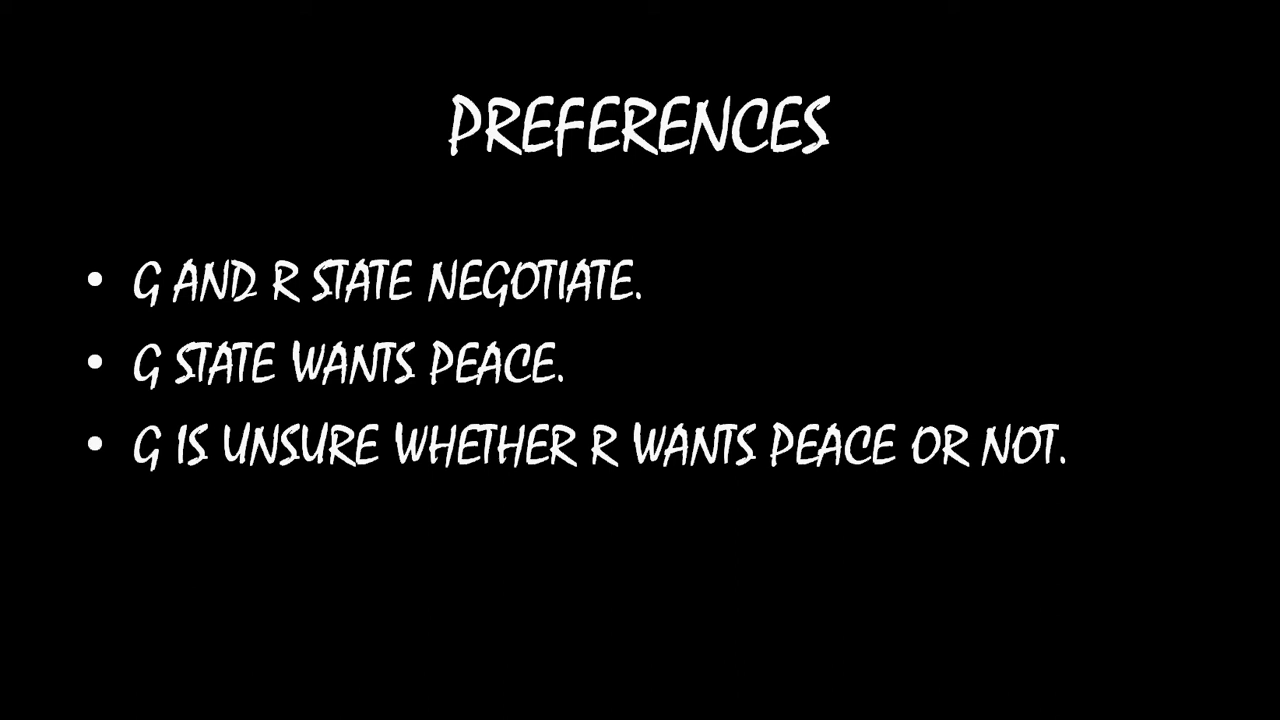 PREFERENCES
• G AND R STATE NEGOTIATE.
• G STATE WANTS PEACE.
• G IS UNSURE WHETHER R WANTS PEACE OR NOT.